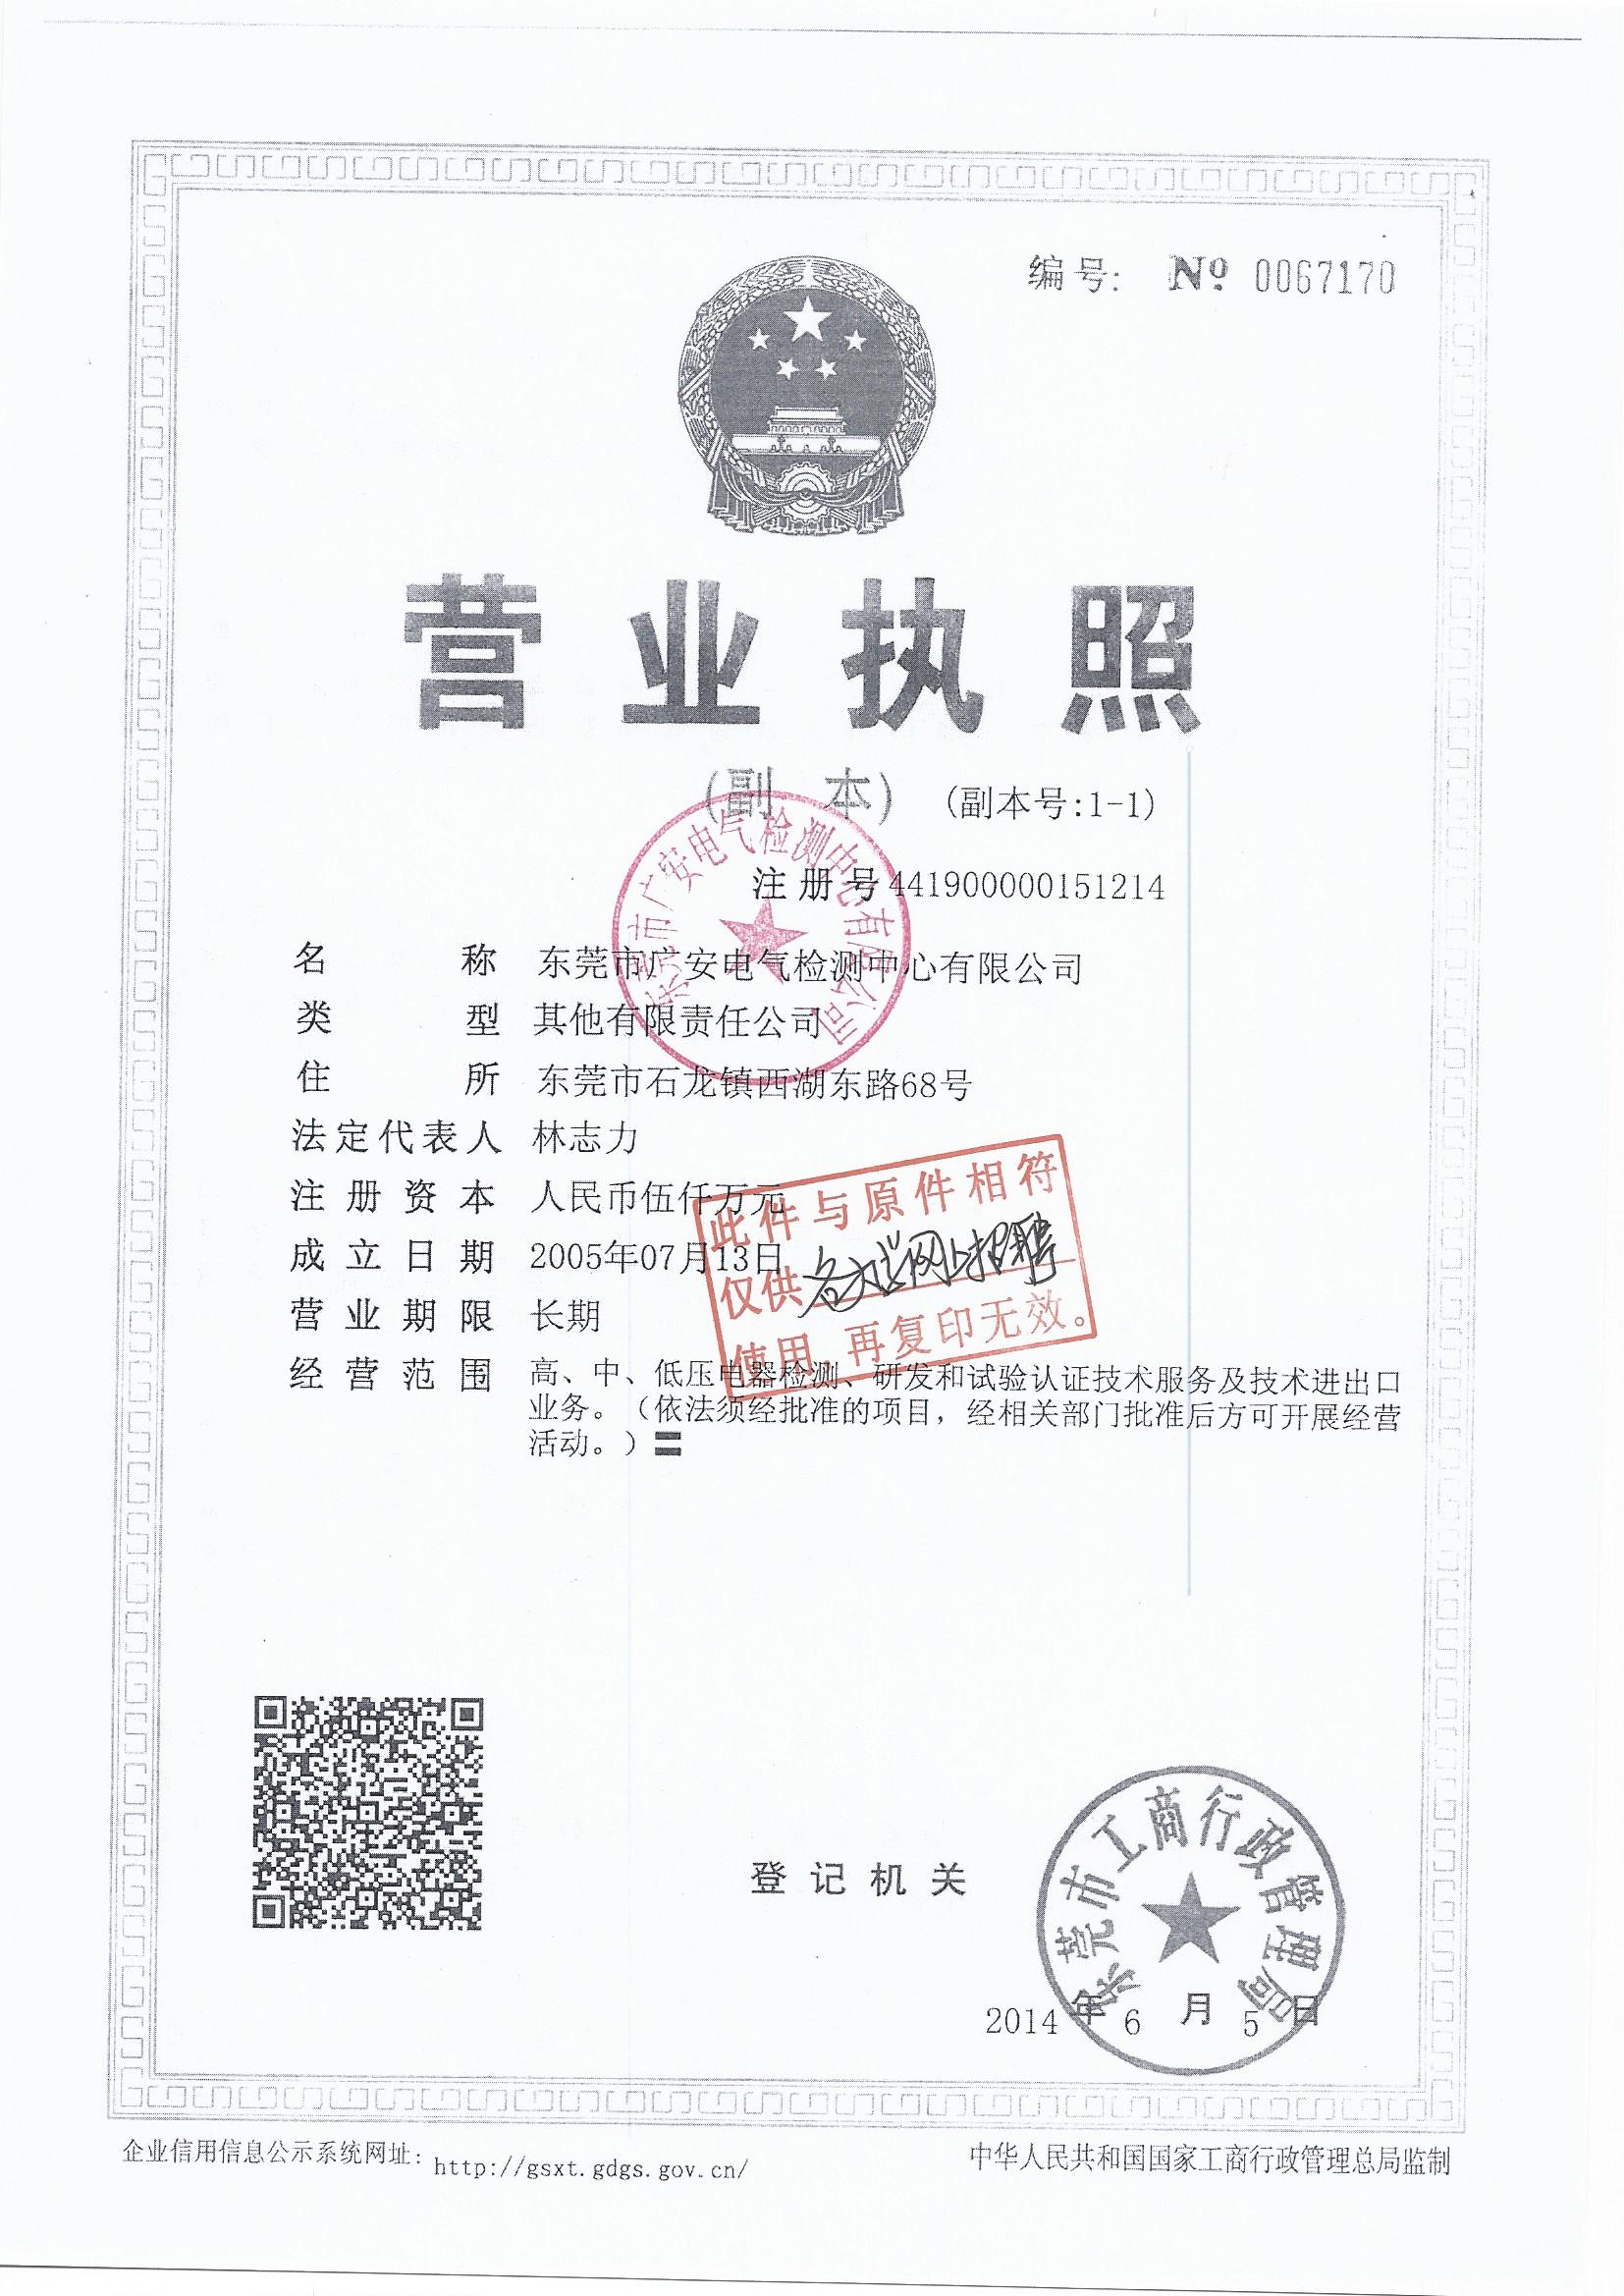 编号: № 0067170
营业执照
(副 本) (副本号:1-1)
注册号441900000151214
名称 东莞市广安电气检测中心有限公司
类型 其他有限责任公司
住所 东莞市石龙镇西湖东路68号
法定代表人 林志力
注册资本 人民币伍仟万元
成立日期 2005年07月13日
营业期限 长期
经营范围 高、中、低压电器检测、研发和试验认证技术服务及技术进出口
业务。(依法须经批准的项目,经相关部门批准后方可开展经营
活动。)
东莞市广安电气检测中心有限公司
此件与原件相符
仅供 网上招聘
使用,再复印无效。
登记机关
东莞市工商行政管理局
2014年6月5日
企业信用信息公示系统网址: http://gsxt.gdgs.gov.cn/
中华人民共和国国家工商行政管理总局监制